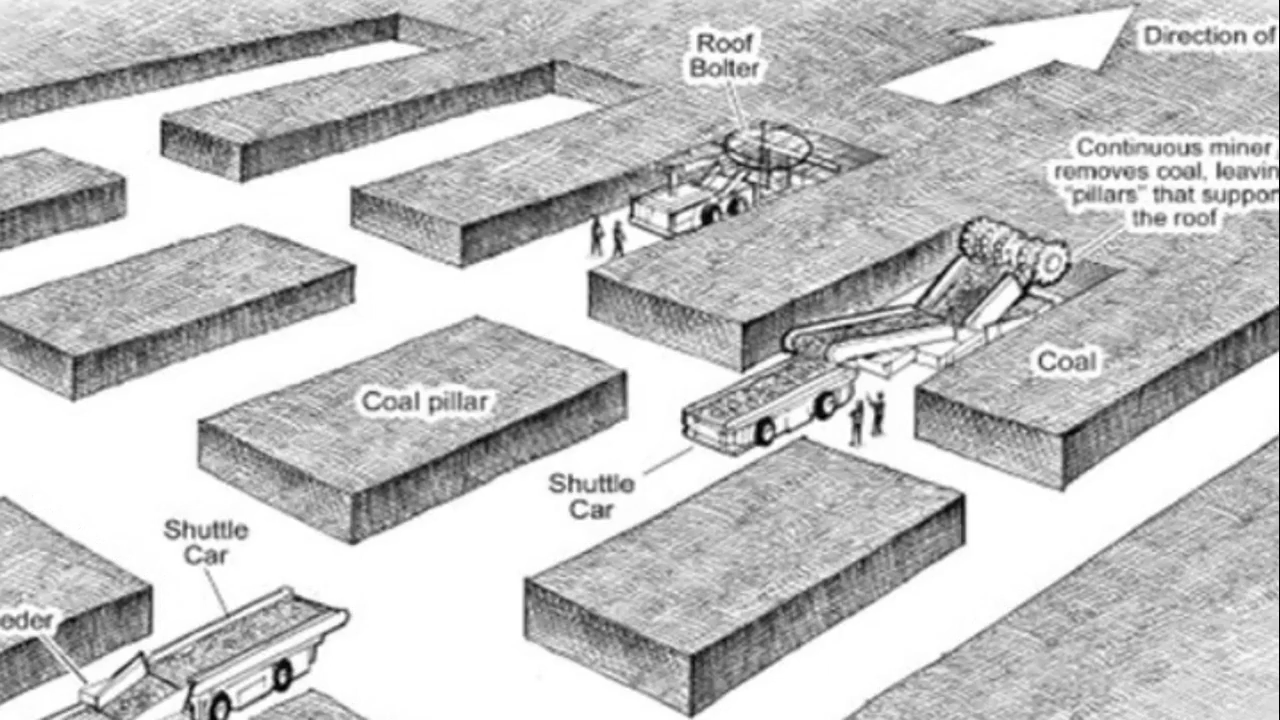 Roof
Bolter
Direction of
Continuous miner
removes coal, leavin
"pillars" that suppor
the roof
Coal
Coal pillar
Shuttle
Car
Shuttle
Car
eder